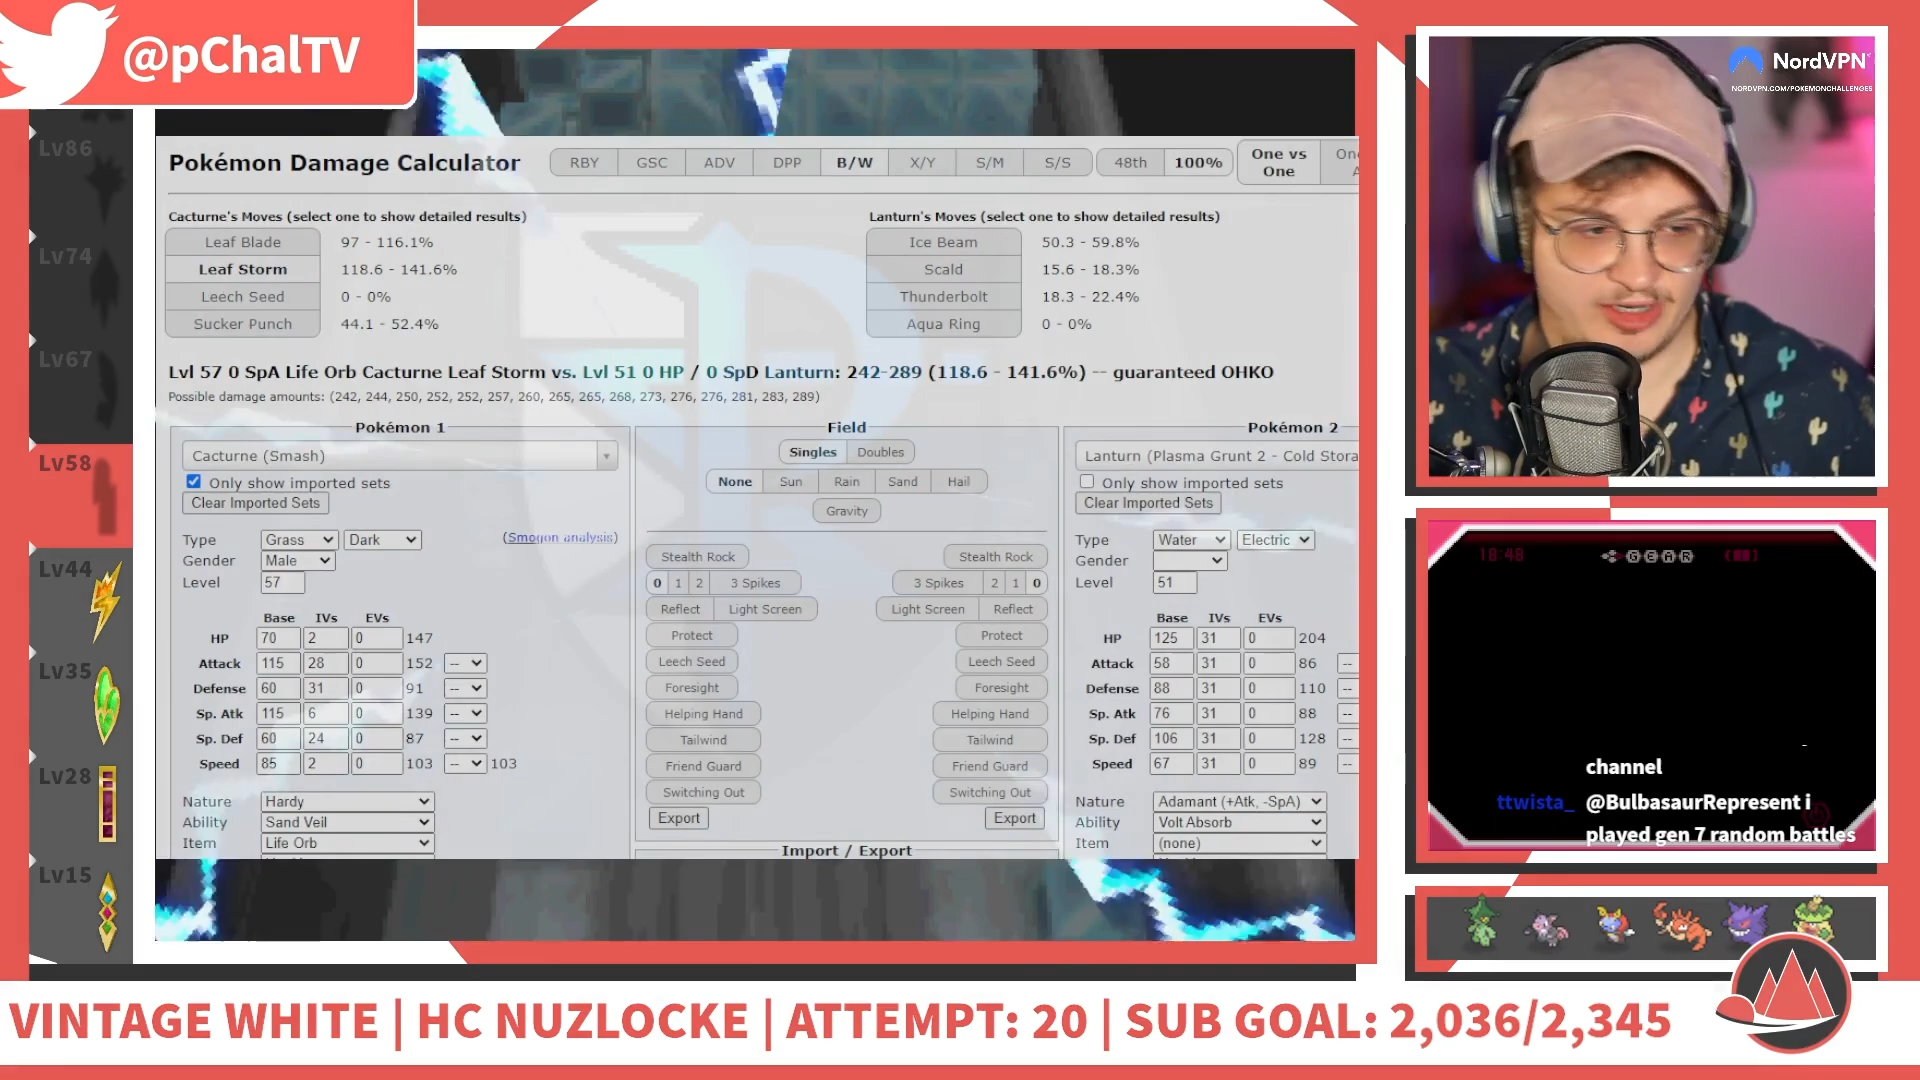 @pChalTV
NordVPN
NORDVPN.COM/POKEMONCHALLENGES
Lv86
Lv74
Lv67
Lv58
Lv44
Lv35
Lv28
Lv15
Pokémon Damage Calculator
RBY GSC ADV DPP B/W X/Y S/M S/S 48th 100% One vs One
Cacturne's Moves (select one to show detailed results)
Leaf Blade 97 - 116.1%
Leaf Storm 118.6 - 141.6%
Leech Seed 0 - 0%
Sucker Punch 44.1 - 52.4%
Lanturn's Moves (select one to show detailed results)
Ice Beam 50.3 - 59.8%
Scald 15.6 - 18.3%
Thunderbolt 18.3 - 22.4%
Aqua Ring 0 - 0%
Lvl 57 0 SpA Life Orb Cacturne Leaf Storm vs. Lvl 51 0 HP / 0 SpD Lanturn: 242-289 (118.6 - 141.6%) -- guaranteed OHKO
Possible damage amounts: (242, 244, 250, 252, 252, 257, 260, 265, 265, 268, 273, 276, 276, 281, 283, 289)
Pokémon 1
Cacturne (Smash)
Only show imported sets
Clear Imported Sets
(Smogon analysis)
Type Grass Dark
Gender Male
Level 57
Base IVs EVs
HP 70 2 0 147
Attack 115 28 0 152 --
Defense 60 31 0 91 --
Sp. Atk 115 6 0 139 --
Sp. Def 60 24 0 87 --
Speed 85 2 0 103 -- 103
Nature Hardy
Ability Sand Veil
Item Life Orb
Field
Singles Doubles
None Sun Rain Sand Hail
Gravity
Stealth Rock Stealth Rock
0 1 2 3 Spikes 3 Spikes 2 1 0
Reflect Light Screen Light Screen Reflect
Protect Protect
Leech Seed Leech Seed
Foresight Foresight
Helping Hand Helping Hand
Tailwind Tailwind
Friend Guard Friend Guard
Switching Out Switching Out
Export Export
Import / Export
Pokémon 2
Lanturn (Plasma Grunt 2 - Cold Stora
Only show imported sets
Clear Imported Sets
Type Water Electric
Gender
Level 51
Base IVs EVs
HP 125 31 0 204
Attack 58 31 0 86 --
Defense 88 31 0 110 --
Sp. Atk 76 31 0 88 --
Sp. Def 106 31 0 128 --
Speed 67 31 0 89 --
Nature Adamant (+Atk, -SpA)
Ability Volt Absorb
Item (none)
18:48 GEAR
channel
ttwista_ @BulbasaurRepresent i
played gen 7 random battles
VINTAGE WHITE | HC NUZLOCKE | ATTEMPT: 20 | SUB GOAL: 2,036/2,345